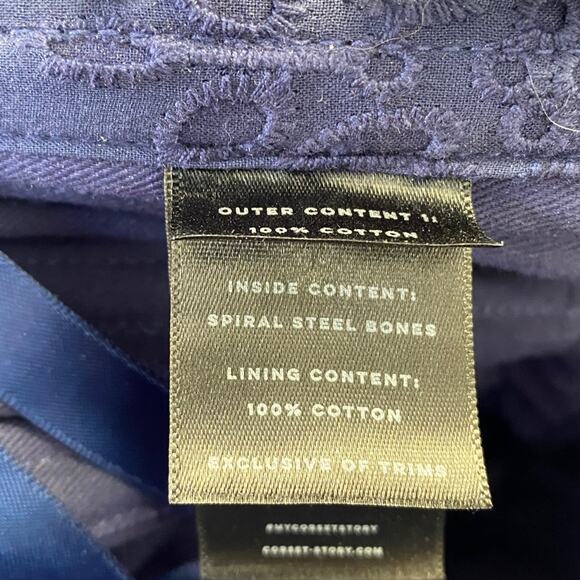 OUTER CONTENT 1:
100% COTTON
INSIDE CONTENT:
SPIRAL STEEL BONES
LINING CONTENT:
100% COTTON
EXCLUSIVE OF TRIMS
#MYCORSETSTORY
CORSET-STORY.COM